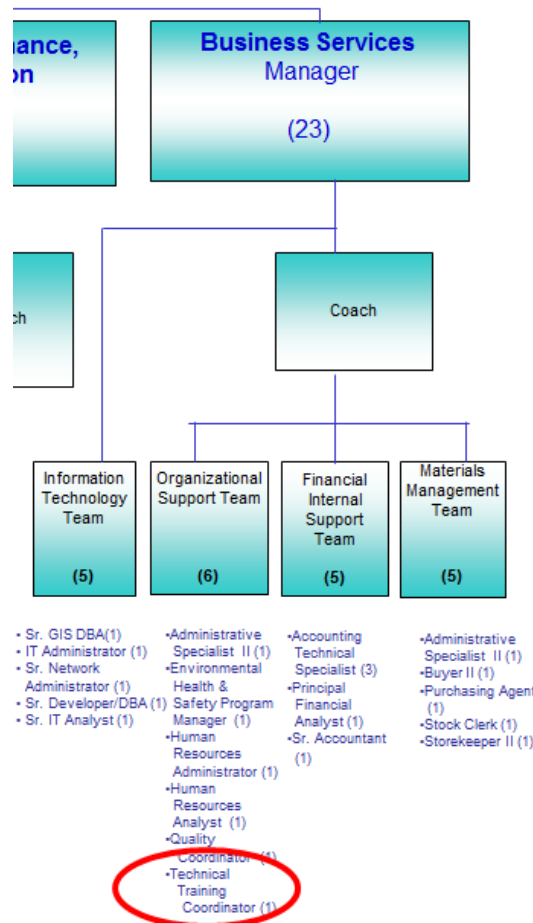 Business Services
Manager
(23)
ance,
on
ch
Coach
Information
Technology
Team
(5)
Organizational
Support Team
(6)
Financial
Internal
Support
Team
(5)
Materials
Management
Team
(5)
• Sr. GIS DBA(1)
• IT Administrator (1)
• Sr. Network
Administrator (1)
• Sr. Developer/DBA (1)
• Sr. IT Analyst (1)
•Administrative
Specialist II (1)
•Environmental
Health &
Safety Program
Manager (1)
•Human
Resources
Administrator (1)
•Human
Resources
Analyst (1)
•Quality
Coordinator (1)
•Technical
Training
Coordinator (1)
•Accounting
Technical
Specialist (3)
•Principal
Financial
Analyst (1)
•Sr. Accountant
(1)
•Administrative
Specialist II (1)
•Buyer II (1)
•Purchasing Agent
(1)
•Stock Clerk (1)
•Storekeeper II (1)